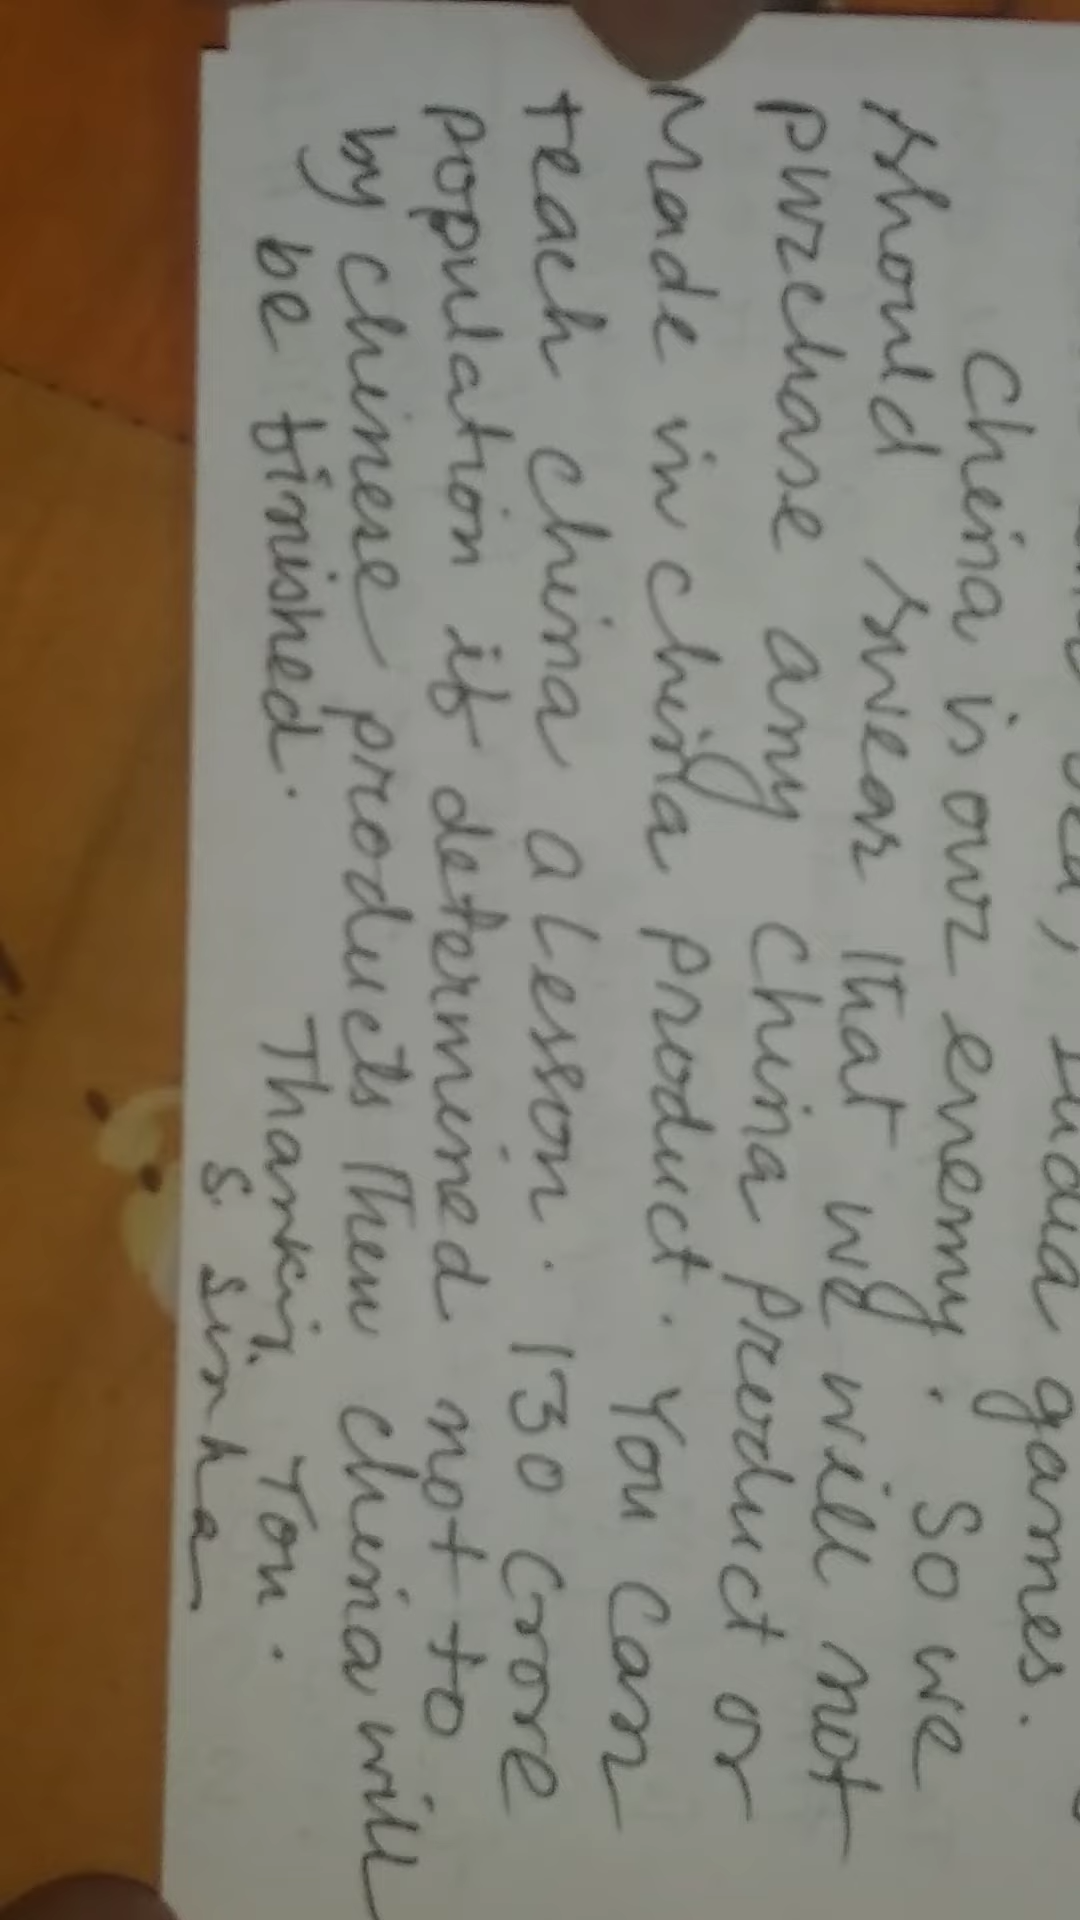 India games.
China is our enemy. So we
should swear that we will not
purchase any China product or
Made in China product. You can
teach China a Lesson. 130 Crore
population if determined not to
by chinese products then China will
be finished. Thanking You.
S. Sinha